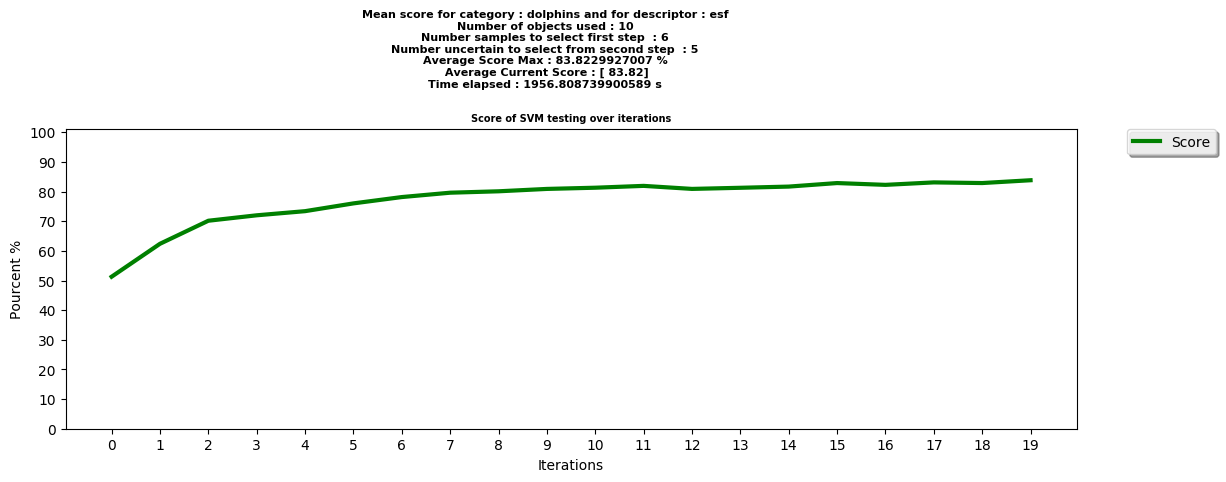 Mean score for category : dolphins and for descriptor : esf
Number of objects used : 10
Number samples to select first step  : 6
Number uncertain to select from second step  : 5
Average Score Max : 83.8229927007 %
Average Current Score : [ 83.82]
Time elapsed : 1956.808739900589 s
Score of SVM testing over iterations
Score
100
90
80
70
60
50
40
30
20
10
0
Pourcent %
0 1 2 3 4 5 6 7 8 9 10 11 12 13 14 15 16 17 18 19
Iterations